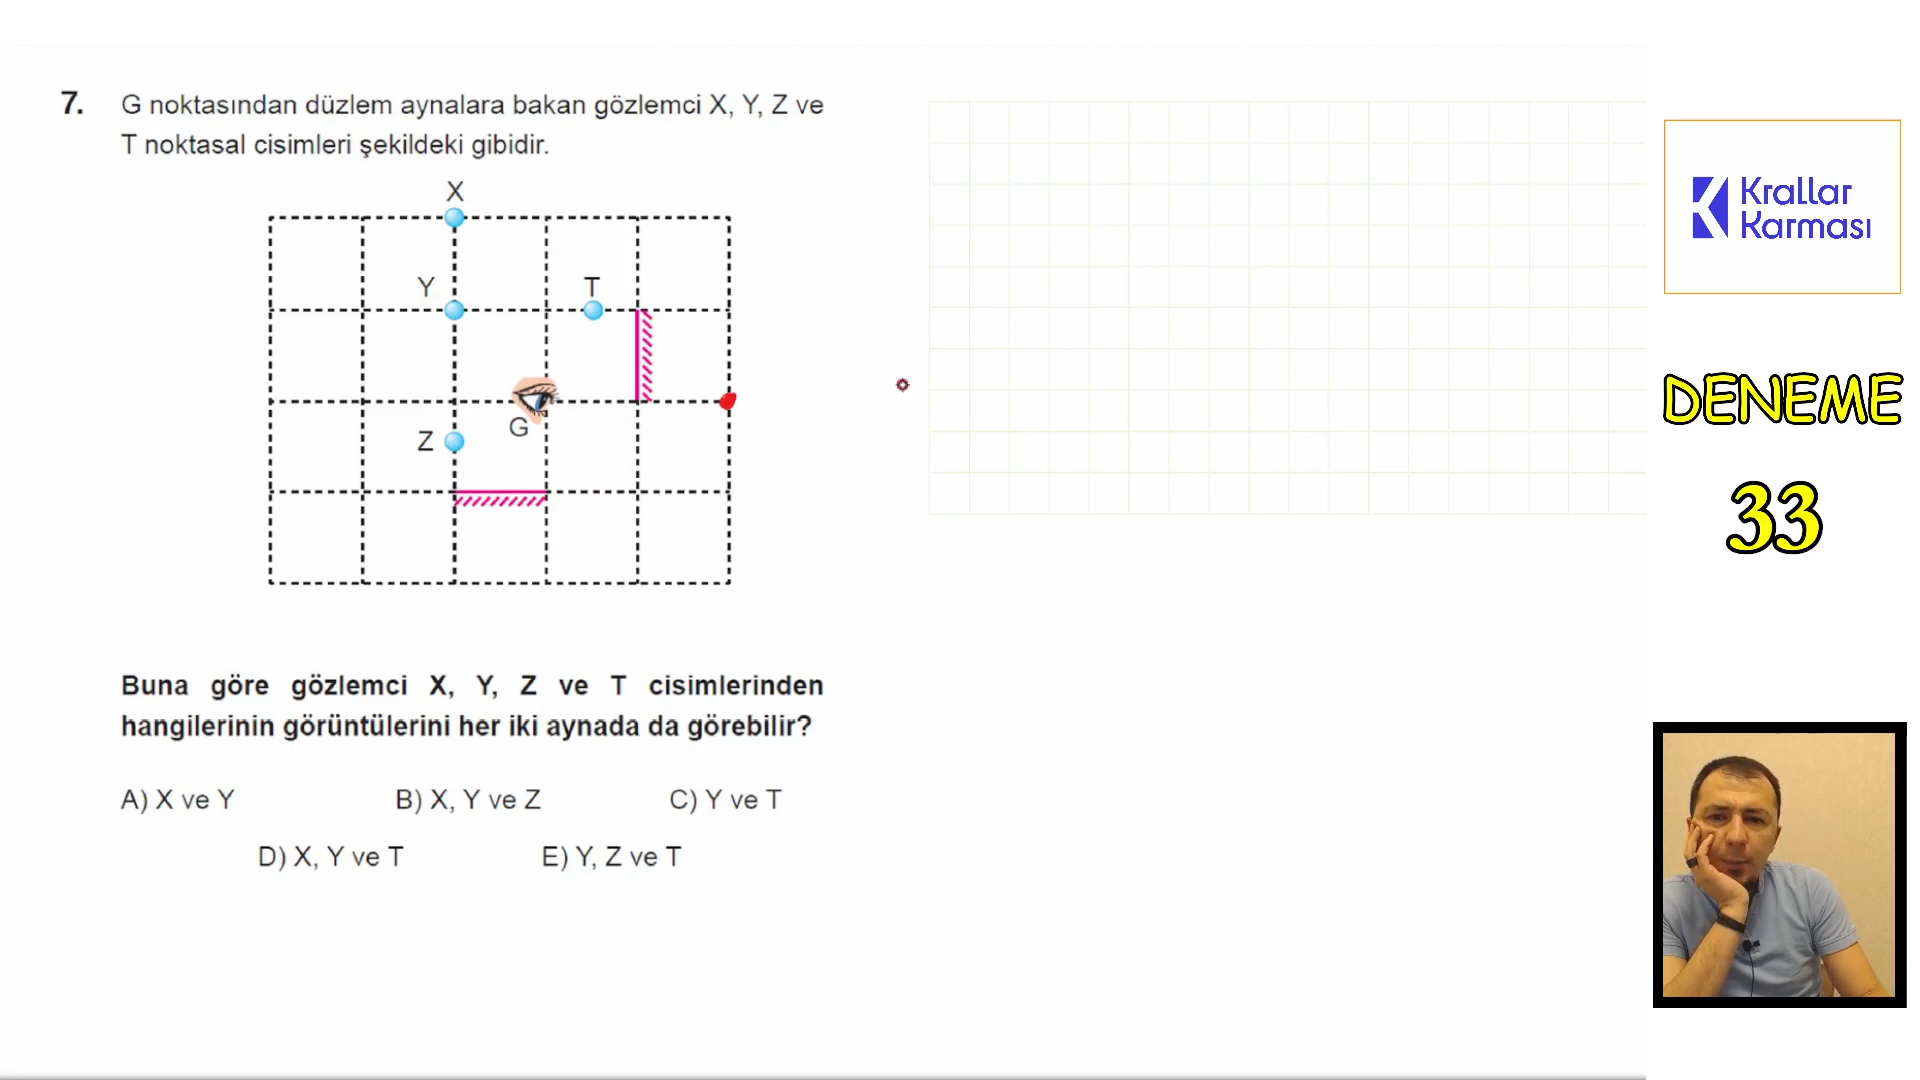 7. G noktasından düzlem aynalara bakan gözlemci X, Y, Z ve
T noktasal cisimleri şekildeki gibidir.
X
Y
T
G
Z
Buna göre gözlemci X, Y, Z ve T cisimlerinden
hangilerinin görüntülerini her iki aynada da görebilir?
A) X ve Y
B) X, Y ve Z
C) Y ve T
D) X, Y ve T
E) Y, Z ve T
Krallar
Karması
DENEME
33